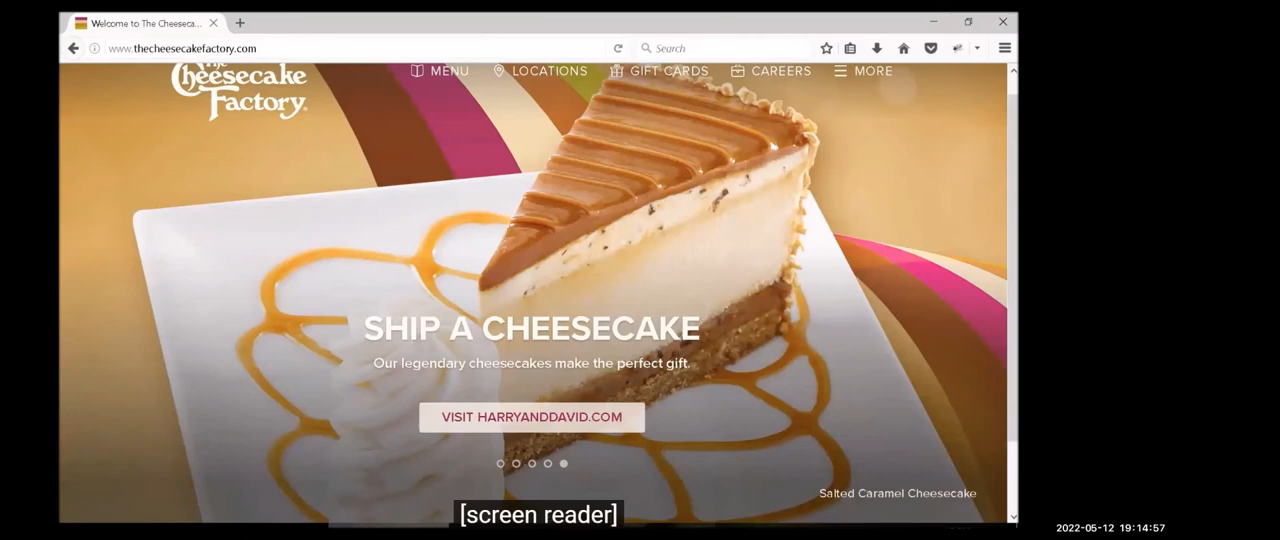 Welcome to The Cheeseca...
www.thecheesecakefactory.com
Search
The
Cheesecake
Factory.
MENU LOCATIONS GIFT CARDS CAREERS MORE
SHIP A CHEESECAKE
Our legendary cheesecakes make the perfect gift.
VISIT HARRYANDDAVID.COM
Salted Caramel Cheesecake
[screen reader]
2022-05-12 19:14:57